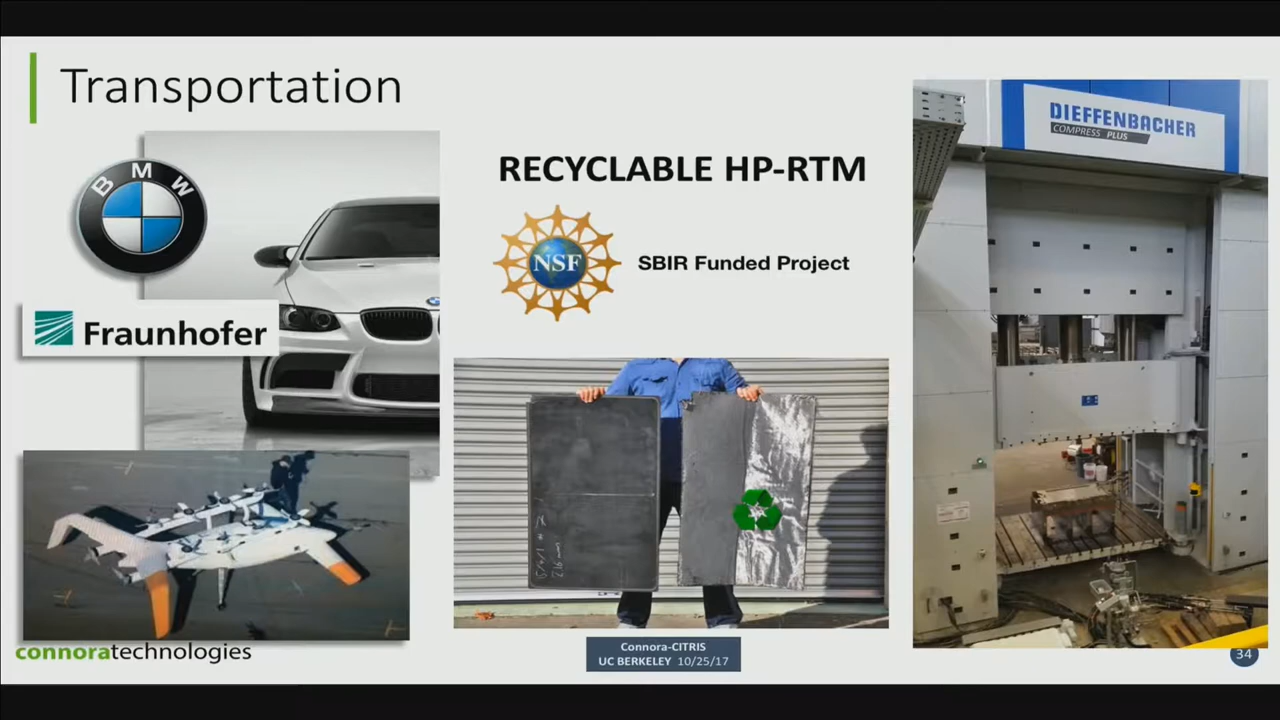 Transportation
BMW
Fraunhofer
RECYCLABLE HP-RTM
NSF
SBIR Funded Project
DIEFFENBACHER
COMPRESS PLUS
connoratechnologies
Connora-CITRIS
UC BERKELEY 10/25/17
34